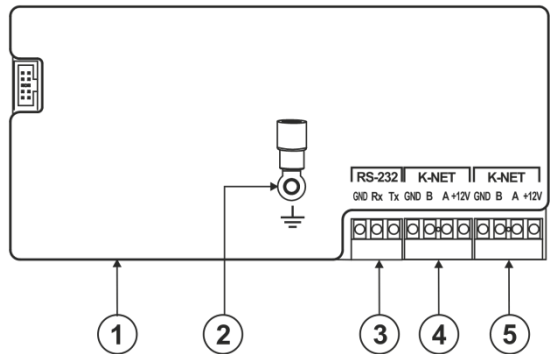 RS-232 K-NET K-NET
GND Rx Tx GND B A +12V GND B A +12V
1 2 3 4 5